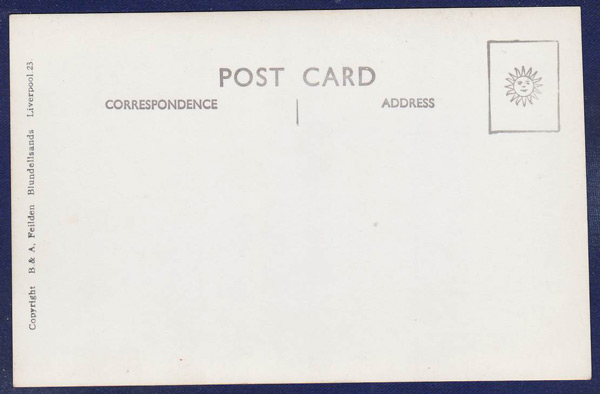 POST CARD
CORRESPONDENCE
ADDRESS
Copyright B. & A. Feilden Blundellsands Liverpool 23.